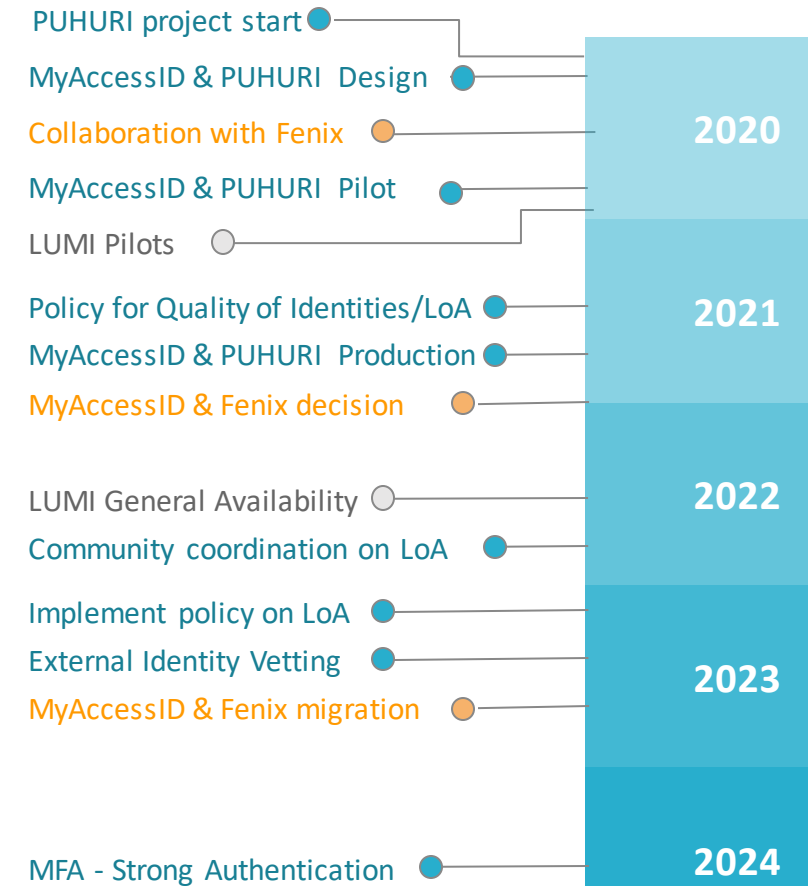 PUHURI project start
MyAccessID & PUHURI Design
Collaboration with Fenix
2020
MyAccessID & PUHURI Pilot
LUMI Pilots
Policy for Quality of Identities/LoA
2021
MyAccessID & PUHURI Production
MyAccessID & Fenix decision
LUMI General Availability
2022
Community coordination on LoA
Implement policy on LoA
External Identity Vetting
2023
MyAccessID & Fenix migration
MFA - Strong Authentication
2024